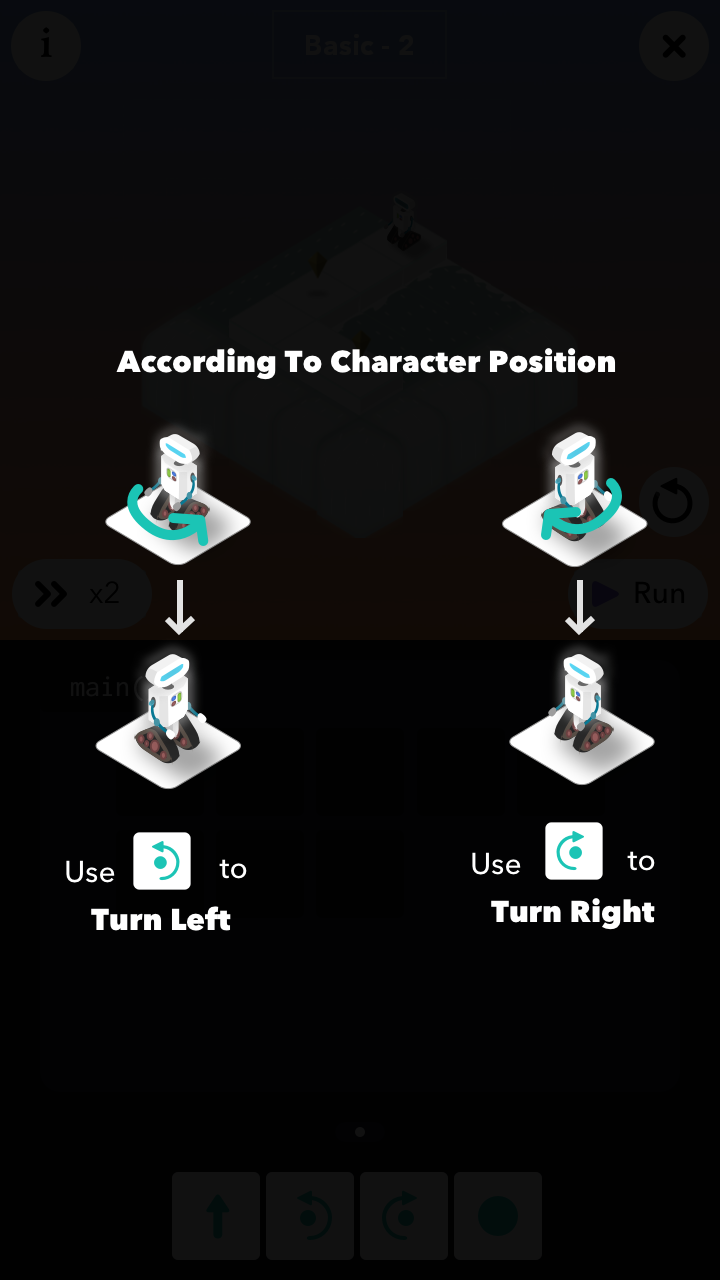 i
Basic - 2
According To Character Position
x2
Run
main(
Use to
Turn Left
Use to
Turn Right